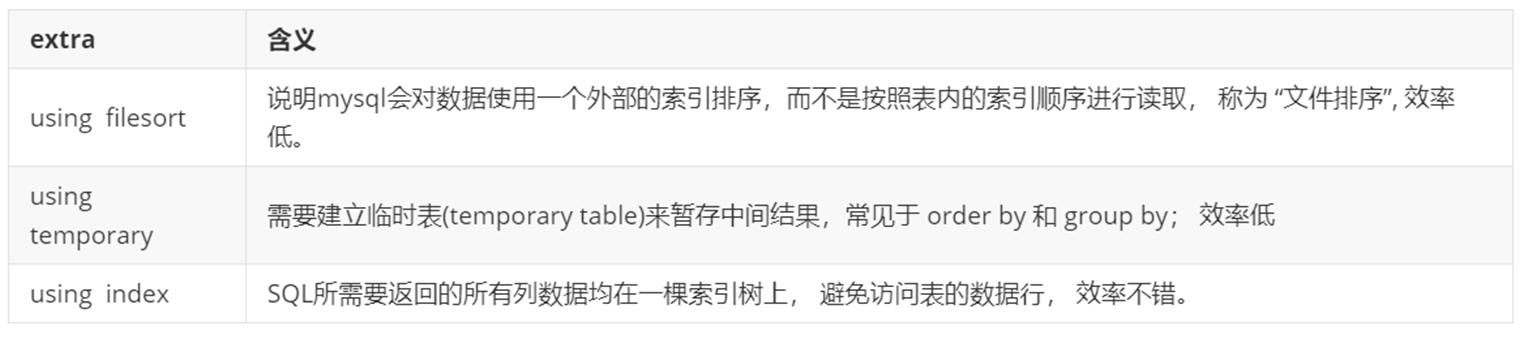 extra
含义
using filesort
说明mysql会对数据使用一个外部的索引排序，而不是按照表内的索引顺序进行读取， 称为 “文件排序”, 效率
低。
using
temporary
需要建立临时表(temporary table)来暂存中间结果，常见于 order by 和 group by； 效率低
using index
SQL所需要返回的所有列数据均在一棵索引树上， 避免访问表的数据行， 效率不错。